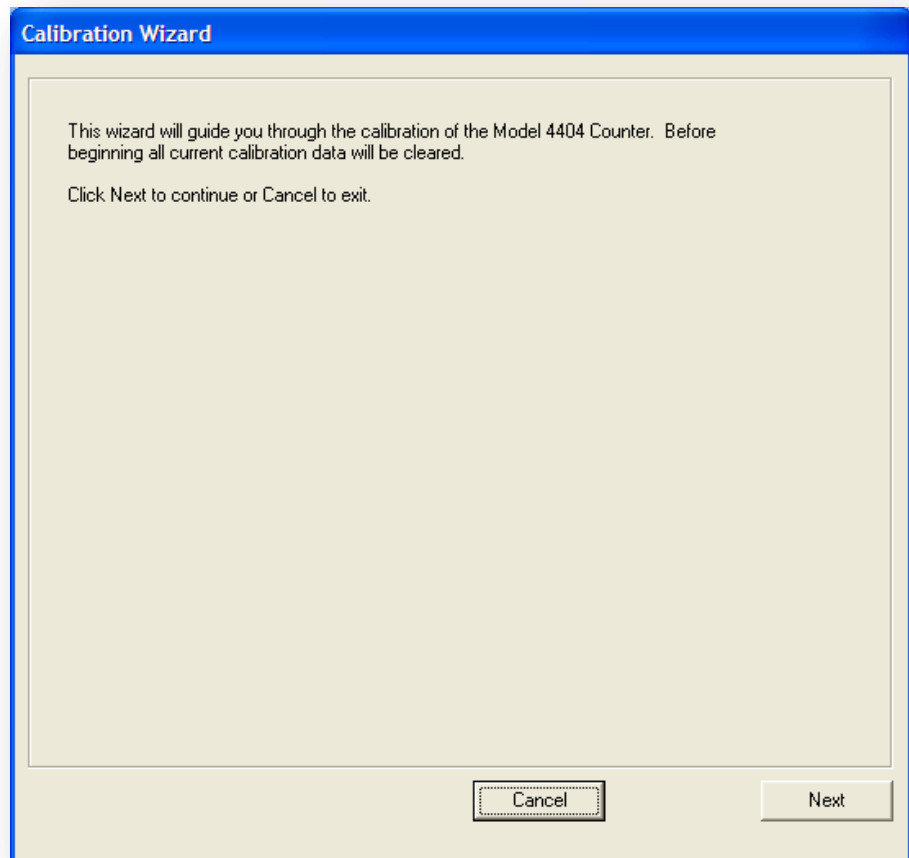 Calibration Wizard
This wizard will guide you through the calibration of the Model 4404 Counter.  Before
beginning all current calibration data will be cleared.
Click Next to continue or Cancel to exit.
Cancel
Next